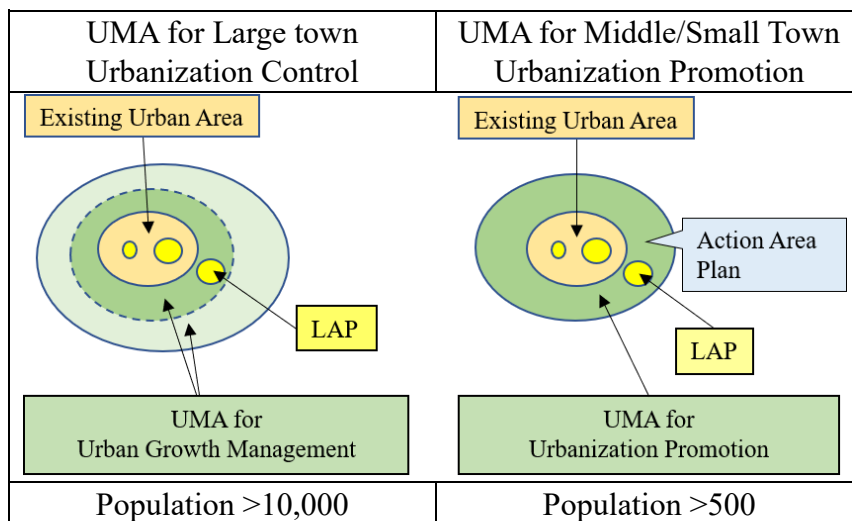 UMA for Large town
Urbanization Control
UMA for Middle/Small Town
Urbanization Promotion
Existing Urban Area
LAP
UMA for
Urban Growth Management
Existing Urban Area
Action Area
Plan
LAP
UMA for
Urbanization Promotion
Population >10,000
Population >500